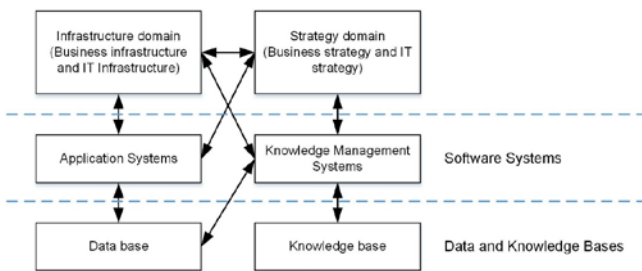 Infrastructure domain
(Business infrastructure
and IT Infrastructure)
Strategy domain
(Business strategy and IT
strategy)
Application Systems
Knowledge Management
Systems
Software Systems
Data base
Knowledge base
Data and Knowledge Bases